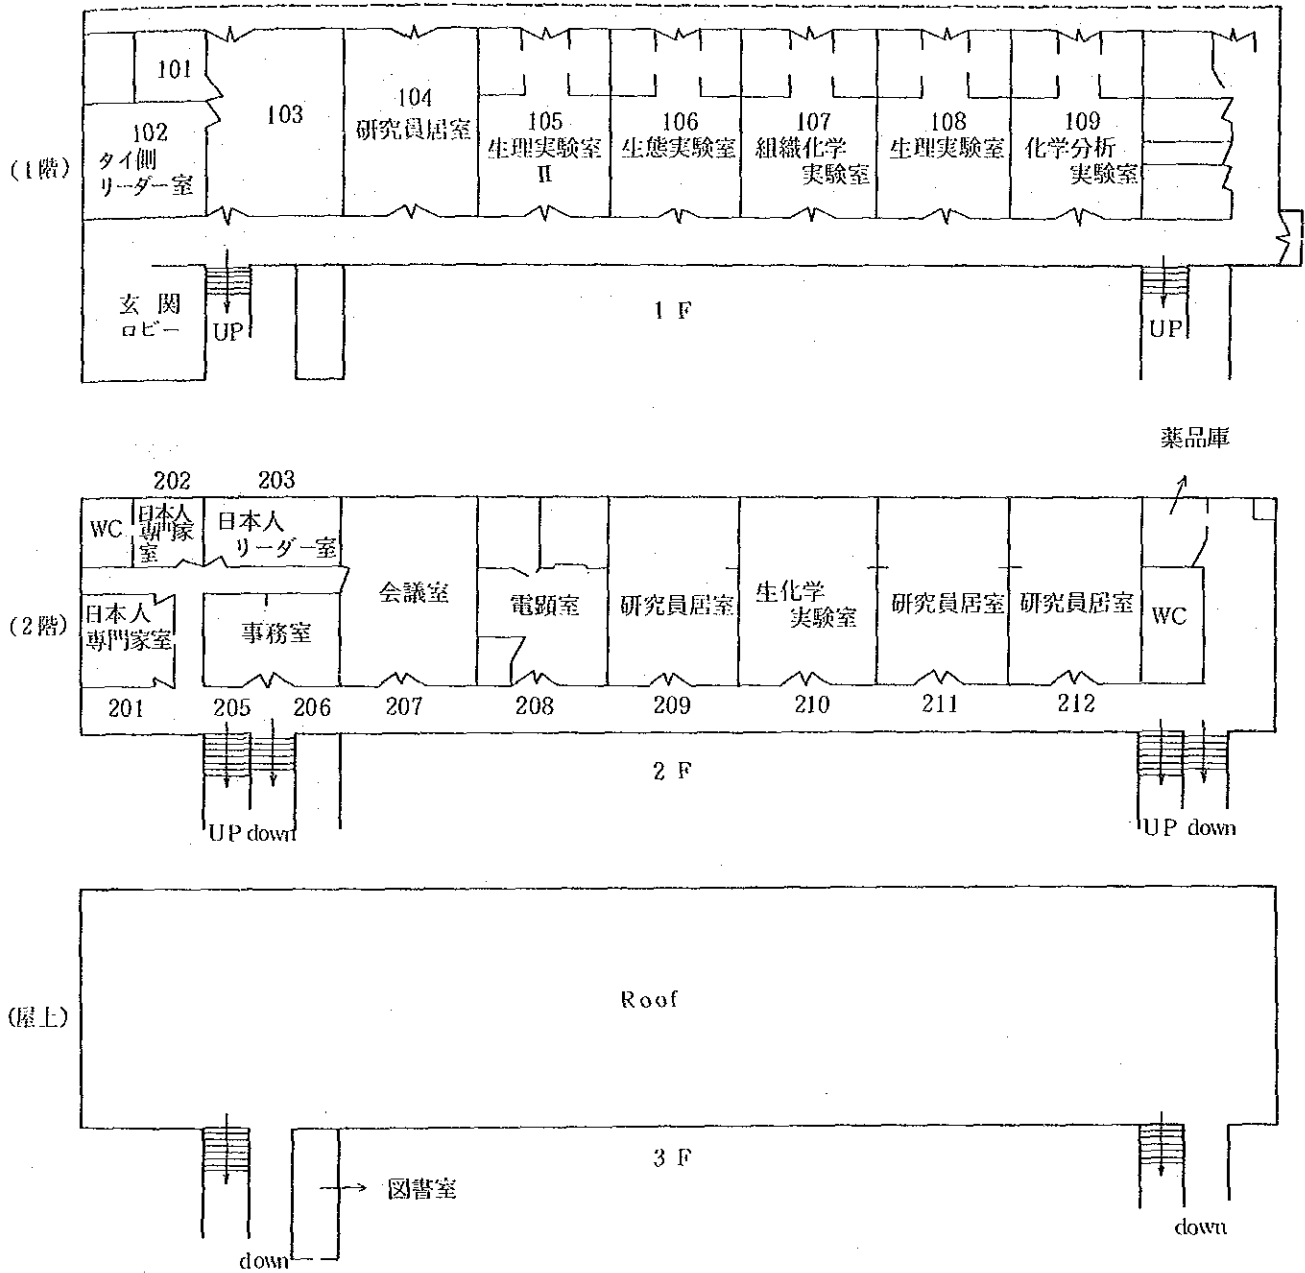 (1階)
101
102
タイ側
リーダー室
103
104
研究員居室
105
生理実験室
II
106
生態実験室
107
組織化学
実験室
108
生理実験室
109
化学分析
実験室
玄関
ロビー
UP
1 F
UP
薬品庫
(2階)
202
203
WC
日本人
専門家
室
日本人
リーダー室
日本人
専門家室
事務室
会議室
電顕室
研究員居室
生化学
実験室
研究員居室
研究員居室
WC
201
205
206
207
208
209
210
211
212
2 F
UP down
UP down
(屋上)
Roof
3 F
図書室
down
down